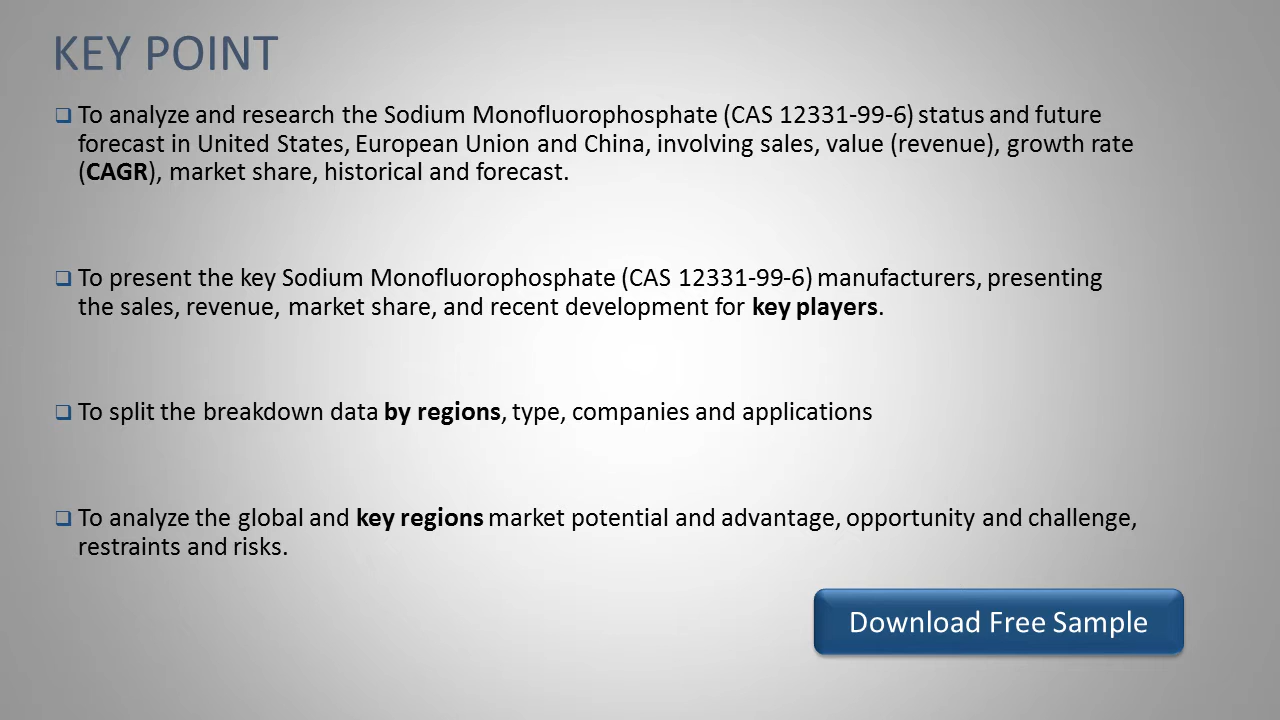 KEY POINT
❑ To analyze and research the Sodium Monofluorophosphate (CAS 12331-99-6) status and future
forecast in United States, European Union and China, involving sales, value (revenue), growth rate
(CAGR), market share, historical and forecast.
❑ To present the key Sodium Monofluorophosphate (CAS 12331-99-6) manufacturers, presenting
the sales, revenue, market share, and recent development for key players.
❑ To split the breakdown data by regions, type, companies and applications
❑ To analyze the global and key regions market potential and advantage, opportunity and challenge,
restraints and risks.
Download Free Sample